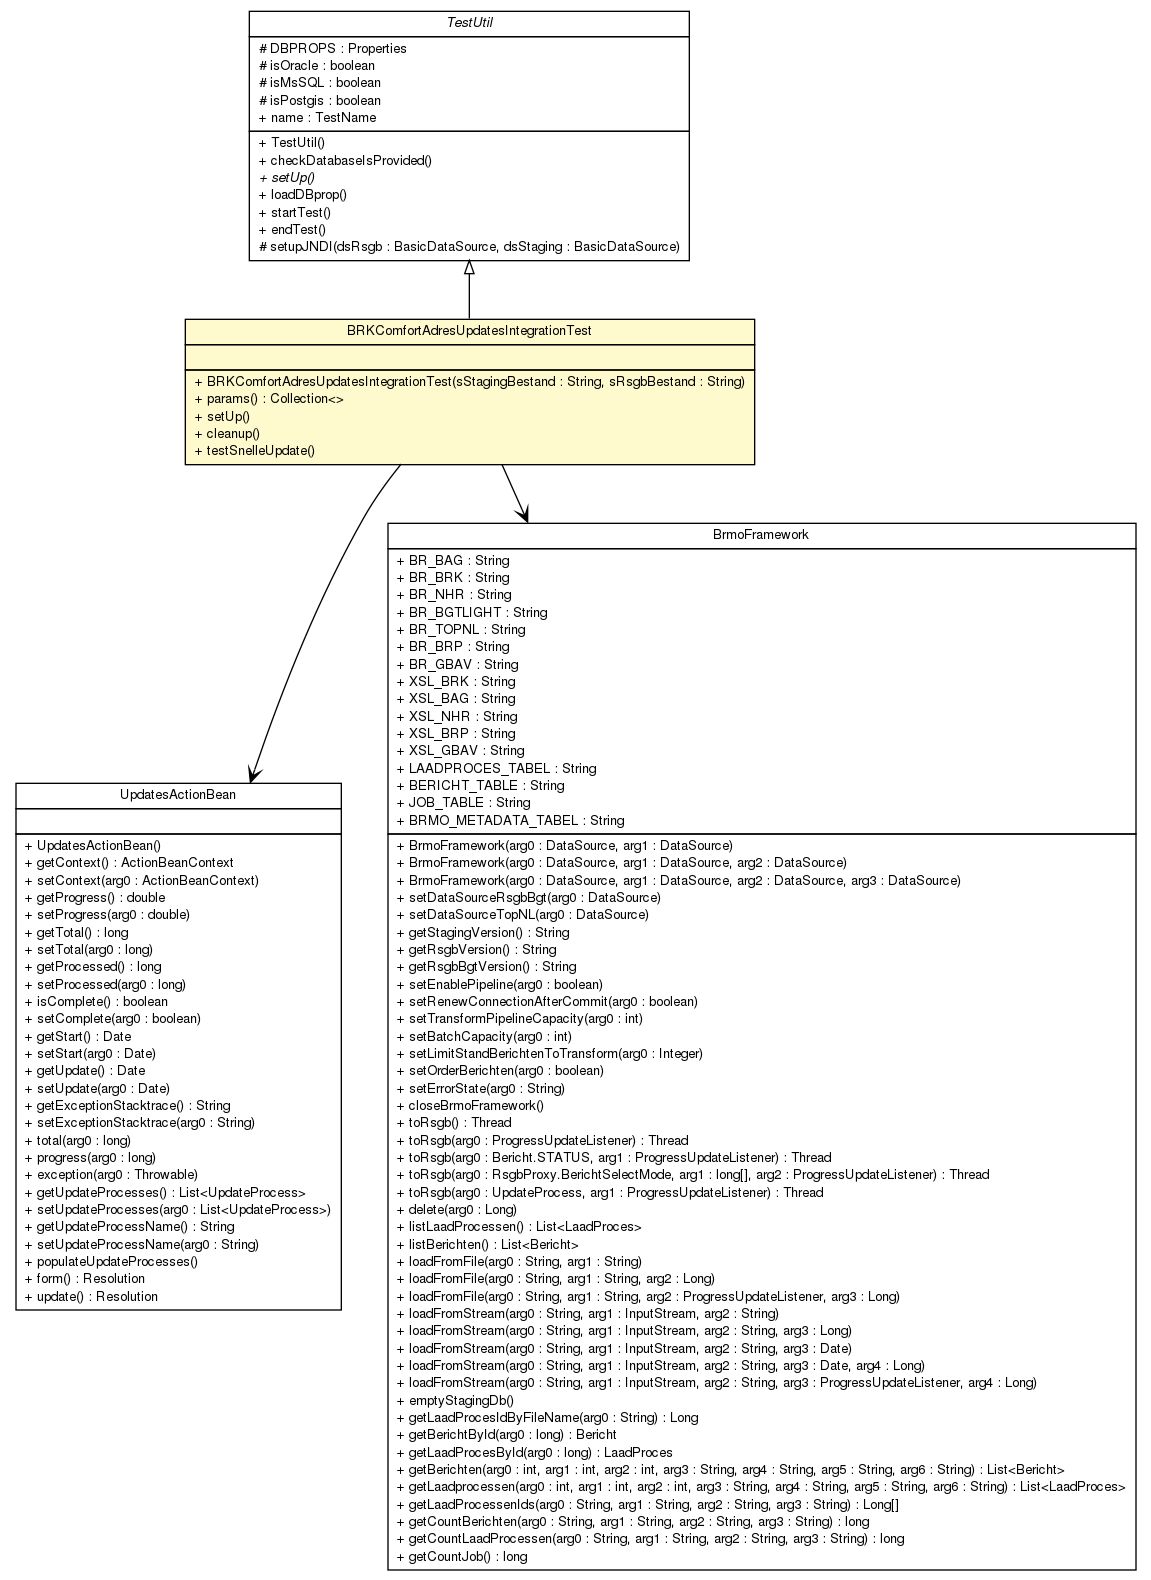 TestUtil
# DBPROPS : Properties
# isOracle : boolean
# isMsSQL : boolean
# isPostgis : boolean
+ name : TestName
+ TestUtil()
+ checkDatabaseIsProvided()
+ setUp()
+ loadDBprop()
+ startTest()
+ endTest()
# setupJNDI(dsRsgb : BasicDataSource, dsStaging : BasicDataSource)
BRKComfortAdresUpdatesIntegrationTest
+ BRKComfortAdresUpdatesIntegrationTest(sStagingBestand : String, sRsgbBestand : String)
+ params() : Collection<>
+ setUp()
+ cleanup()
+ testSnelleUpdate()
UpdatesActionBean
+ UpdatesActionBean()
+ getContext() : ActionBeanContext
+ setContext(arg0 : ActionBeanContext)
+ getProgress() : double
+ setProgress(arg0 : double)
+ getTotal() : long
+ setTotal(arg0 : long)
+ getProcessed() : long
+ setProcessed(arg0 : long)
+ isComplete() : boolean
+ setComplete(arg0 : boolean)
+ getStart() : Date
+ setStart(arg0 : Date)
+ getUpdate() : Date
+ setUpdate(arg0 : Date)
+ getExceptionStacktrace() : String
+ setExceptionStacktrace(arg0 : String)
+ total(arg0 : long)
+ progress(arg0 : long)
+ exception(arg0 : Throwable)
+ getUpdateProcesses() : List<UpdateProcess>
+ setUpdateProcesses(arg0 : List<UpdateProcess>)
+ getUpdateProcessName() : String
+ setUpdateProcessName(arg0 : String)
+ populateUpdateProcesses()
+ form() : Resolution
+ update() : Resolution
BrmoFramework
+ BR_BAG : String
+ BR_BRK : String
+ BR_NHR : String
+ BR_BGTLIGHT : String
+ BR_TOPNL : String
+ BR_BRP : String
+ BR_GBAV : String
+ XSL_BRK : String
+ XSL_BAG : String
+ XSL_NHR : String
+ XSL_BRP : String
+ XSL_GBAV : String
+ LAADPROCES_TABEL : String
+ BERICHT_TABLE : String
+ JOB_TABLE : String
+ BRMO_METADATA_TABEL : String
+ BrmoFramework(arg0 : DataSource, arg1 : DataSource)
+ BrmoFramework(arg0 : DataSource, arg1 : DataSource, arg2 : DataSource)
+ BrmoFramework(arg0 : DataSource, arg1 : DataSource, arg2 : DataSource, arg3 : DataSource)
+ setDataSourceRsgbBgt(arg0 : DataSource)
+ setDataSourceTopNL(arg0 : DataSource)
+ getStagingVersion() : String
+ getRsgbVersion() : String
+ getRsgbBgtVersion() : String
+ setEnablePipeline(arg0 : boolean)
+ setRenewConnectionAfterCommit(arg0 : boolean)
+ setTransformPipelineCapacity(arg0 : int)
+ setBatchCapacity(arg0 : int)
+ setLimitStandBerichtenToTransform(arg0 : Integer)
+ setOrderBerichten(arg0 : boolean)
+ setErrorState(arg0 : String)
+ closeBrmoFramework()
+ toRsgb() : Thread
+ toRsgb(arg0 : ProgressUpdateListener) : Thread
+ toRsgb(arg0 : Bericht.STATUS, arg1 : ProgressUpdateListener) : Thread
+ toRsgb(arg0 : RsgbProxy.BerichtSelectMode, arg1 : long[], arg2 : ProgressUpdateListener) : Thread
+ toRsgb(arg0 : UpdateProcess, arg1 : ProgressUpdateListener) : Thread
+ delete(arg0 : Long)
+ listLaadProcessen() : List<LaadProces>
+ listBerichten() : List<Bericht>
+ loadFromFile(arg0 : String, arg1 : String)
+ loadFromFile(arg0 : String, arg1 : String, arg2 : Long)
+ loadFromFile(arg0 : String, arg1 : String, arg2 : ProgressUpdateListener, arg3 : Long)
+ loadFromStream(arg0 : String, arg1 : InputStream, arg2 : String)
+ loadFromStream(arg0 : String, arg1 : InputStream, arg2 : String, arg3 : Long)
+ loadFromStream(arg0 : String, arg1 : InputStream, arg2 : String, arg3 : Date)
+ loadFromStream(arg0 : String, arg1 : InputStream, arg2 : String, arg3 : Date, arg4 : Long)
+ loadFromStream(arg0 : String, arg1 : InputStream, arg2 : String, arg3 : ProgressUpdateListener, arg4 : Long)
+ emptyStagingDb()
+ getLaadProcesIdByFileName(arg0 : String) : Long
+ getBerichtById(arg0 : long) : Bericht
+ getLaadProcesById(arg0 : long) : LaadProces
+ getBerichten(arg0 : int, arg1 : int, arg2 : int, arg3 : String, arg4 : String, arg5 : String, arg6 : String) : List<Bericht>
+ getLaadprocessen(arg0 : int, arg1 : int, arg2 : int, arg3 : String, arg4 : String, arg5 : String, arg6 : String) : List<LaadProces>
+ getLaadProcessenIds(arg0 : String, arg1 : String, arg2 : String, arg3 : String) : Long[]
+ getCountBerichten(arg0 : String, arg1 : String, arg2 : String, arg3 : String) : long
+ getCountLaadProcessen(arg0 : String, arg1 : String, arg2 : String, arg3 : String) : long
+ getCountJob() : long